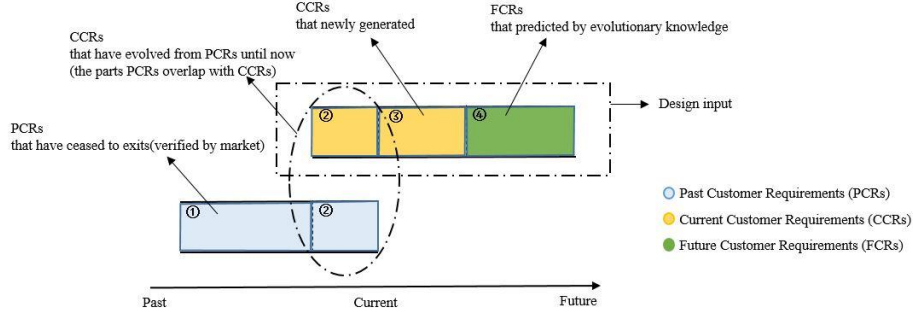 CCRs
that newly generated
FCRs
that predicted by evolutionary knowledge
CCRs
that have evolved from PCRs until now
(the parts PCRs overlap with CCRs)
② ③ ④
Design input
PCRs
that have ceased to exits(verified by market)
① ②
Past Customer Requirements (PCRs)
Current Customer Requirements (CCRs)
Future Customer Requirements (FCRs)
Past Current Future